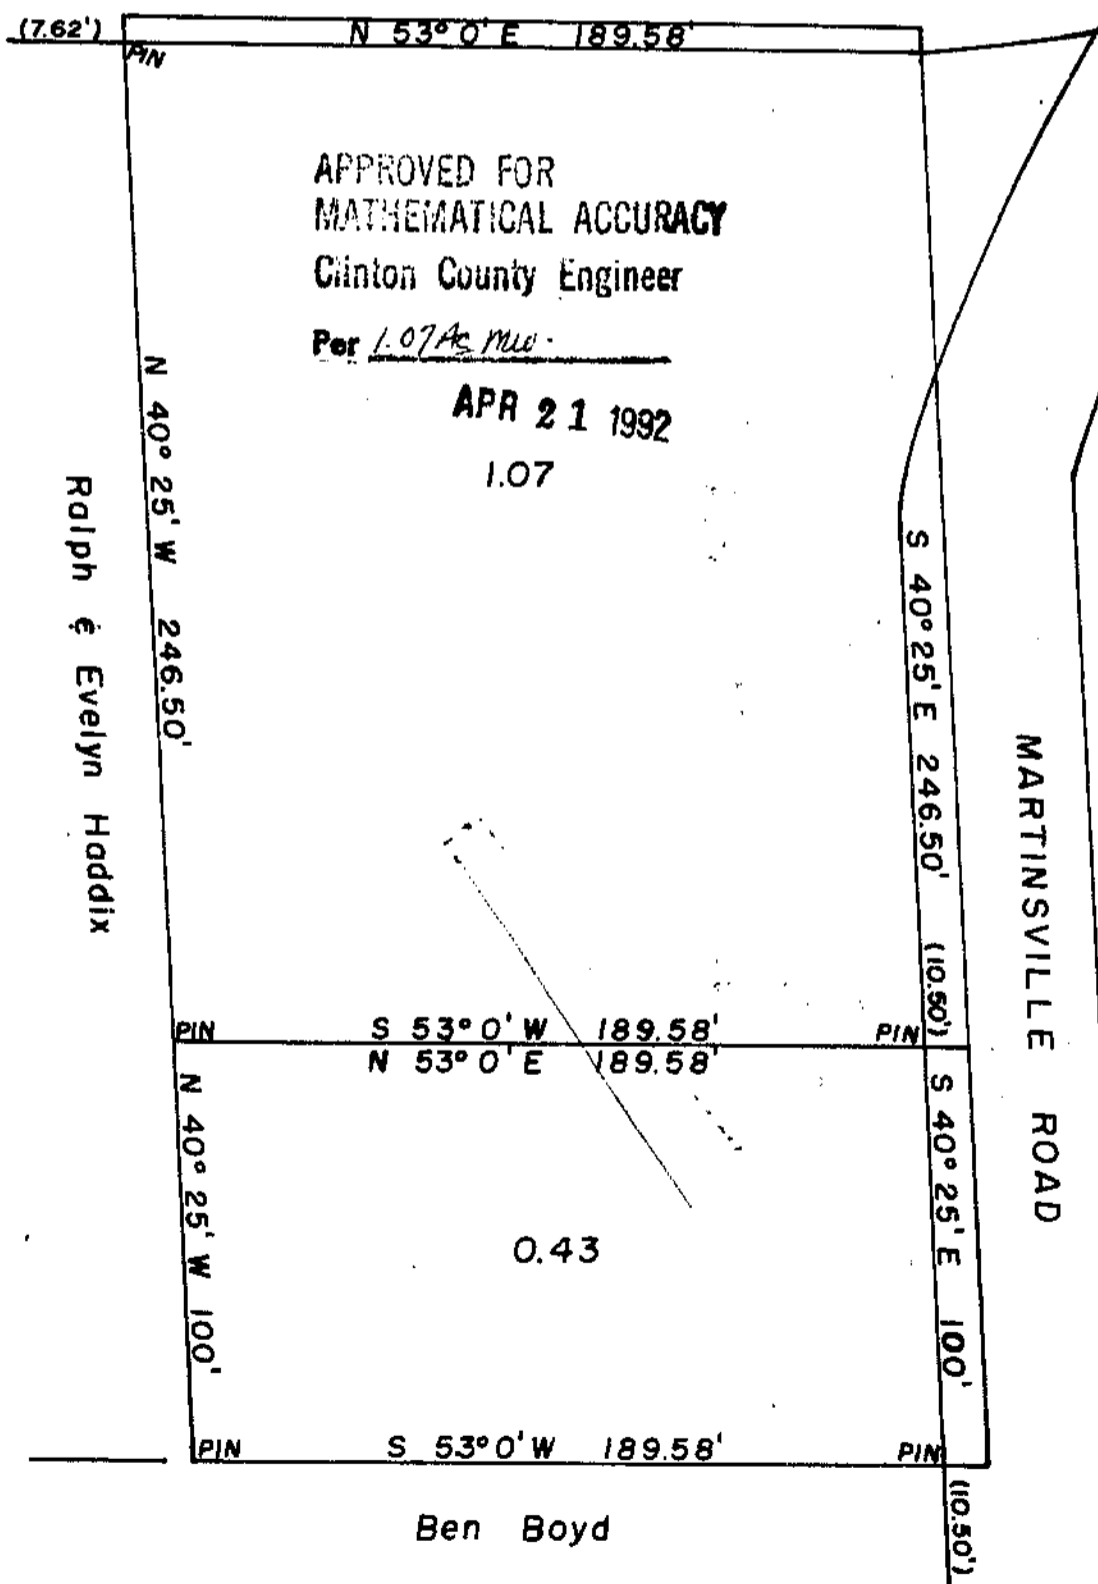 (7.62')
N 53° 0' E 189.58'
PIN
APPROVED FOR
MATHEMATICAL ACCURACY
Clinton County Engineer
Per 1.07 Ac
APR 21 1992
1.07
N 40° 25' W 246.50'
Ralph & Evelyn Haddix
S 40° 25' E 246.50' (10.50')
MARTINSVILLE ROAD
PIN S 53° 0' W 189.58' PIN
N 53° 0' E 189.58'
N 40° 25' W 100'
S 40° 25' E 100'
0.43
PIN S 53° 0' W 189.58' PIN
(10.50')
Ben Boyd